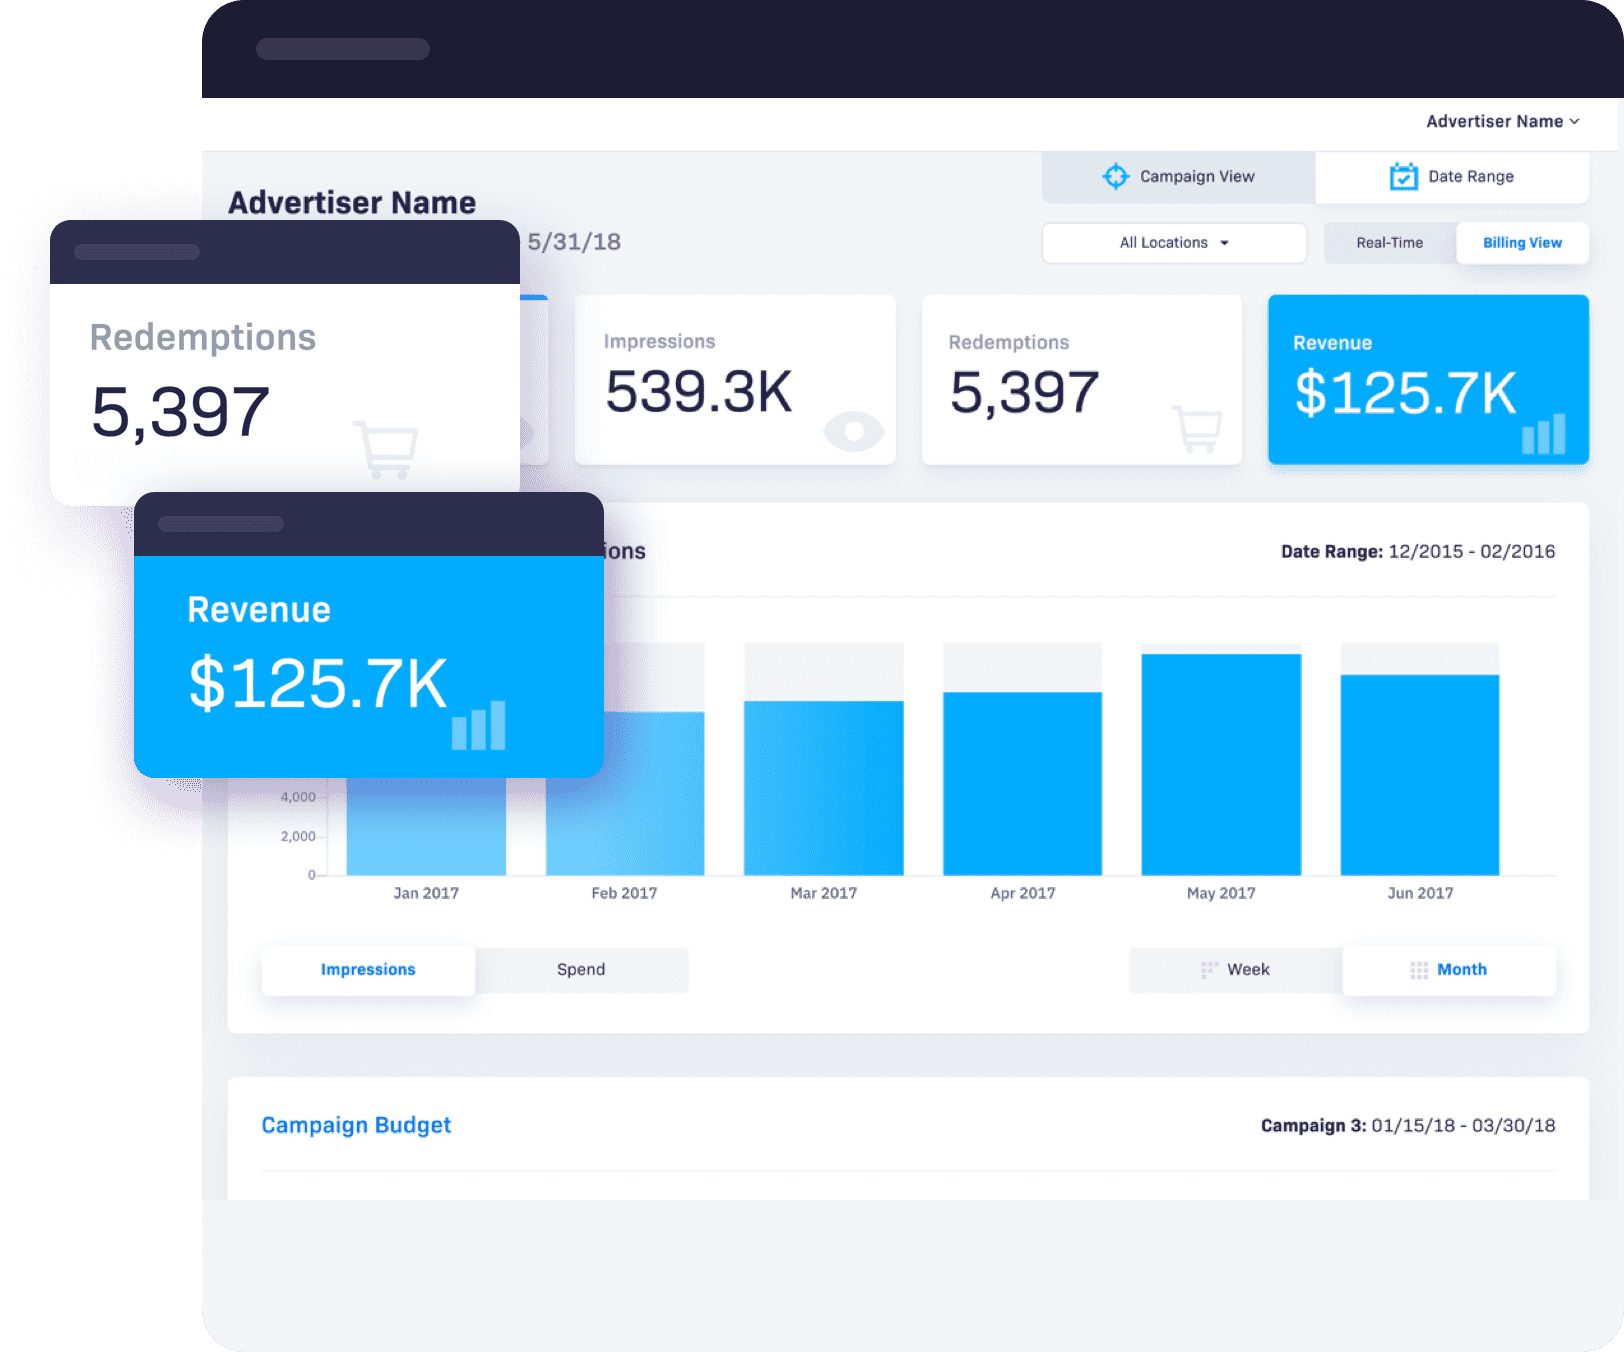 Advertiser Name
Campaign View
Date Range
Advertiser Name
5/31/18
All Locations
Real-Time
Billing View
Redemptions
5,397
Impressions
539.3K
Redemptions
5,397
Revenue
$125.7K
Revenue
$125.7K
Date Range: 12/2015 - 02/2016
4,000
2,000
0
Jan 2017
Feb 2017
Mar 2017
Apr 2017
May 2017
Jun 2017
Impressions
Spend
Week
Month
Campaign Budget
Campaign 3: 01/15/18 - 03/30/18